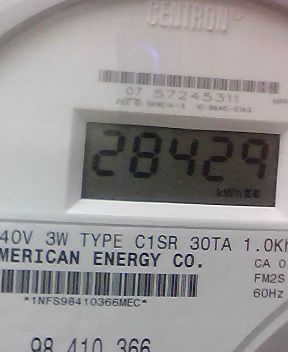 CENTRON
07 57245311
28429
kWh
40V 3W TYPE C1SR 30TA 1.0Kh
MERICAN ENERGY CO.
CA 0
FM2S
*1NFS98410366MEC*
60Hz
98 410 366